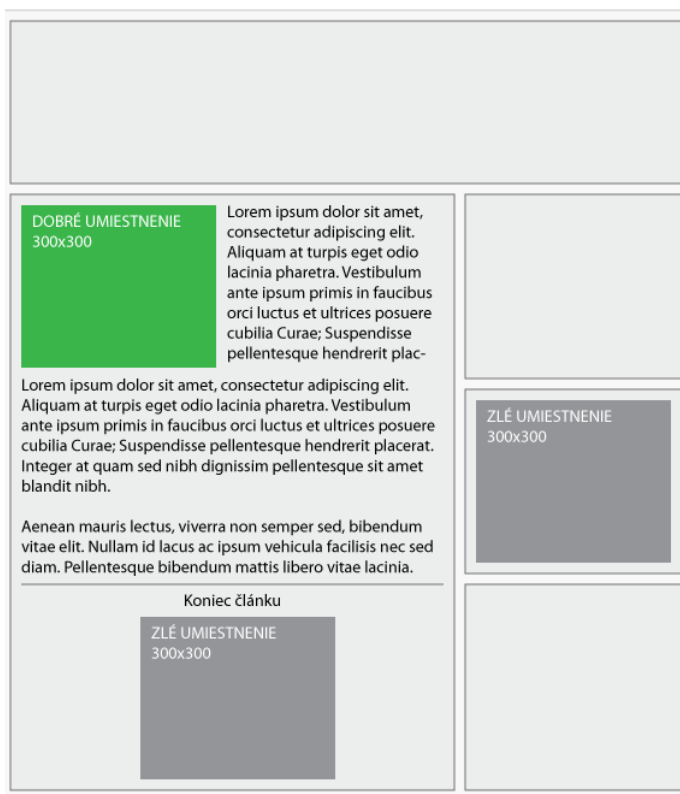 DOBRÉ UMIESTNENIE
300x300
Lorem ipsum dolor sit amet,
consectetur adipiscing elit.
Aliquam at turpis eget odio
lacinia pharetra. Vestibulum
ante ipsum primis in faucibus
orci luctus et ultrices posuere
cubilia Curae; Suspendisse
pellentesque hendrerit plac-
Lorem ipsum dolor sit amet, consectetur adipiscing elit.
Aliquam at turpis eget odio lacinia pharetra. Vestibulum
ante ipsum primis in faucibus orci luctus et ultrices posuere
cubilia Curae; Suspendisse pellentesque hendrerit placerat.
Integer at quam sed nibh dignissim pellentesque sit amet
blandit nibh.
Aenean mauris lectus, viverra non semper sed, bibendum
vitae elit. Nullam id lacus ac ipsum vehicula facilisis nec sed
diam. Pellentesque bibendum mattis libero vitae lacinia.
Koniec článku
ZLÉ UMIESTNENIE
300x300
ZLÉ UMIESTNENIE
300x300